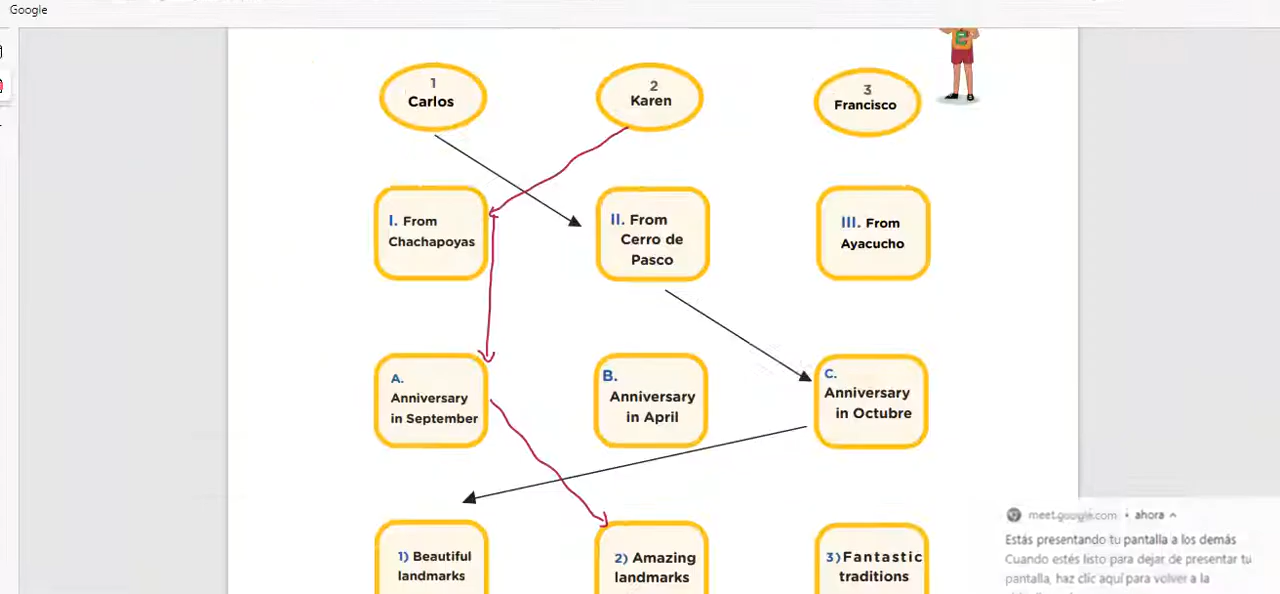 Google
1
Carlos
2
Karen
3
Francisco
I. From
Chachapoyas
II. From
Cerro de
Pasco
III. From
Ayacucho
A.
Anniversary
in September
B.
Anniversary
in April
C.
Anniversary
in Octubre
1) Beautiful
landmarks
2) Amazing
landmarks
3) Fantastic
traditions
meet.google.com • ahora
Estás presentando tu pantalla a los demás
Cuando estés listo para dejar de presentar tu
pantalla, haz clic aquí para volver a la